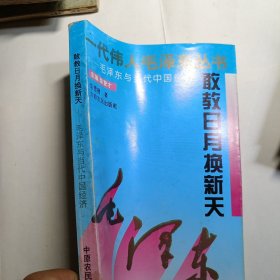 一代伟人毛泽东丛书
毛泽东与当代中国经济
敢教日月换新天
毛泽东
敢教日月换新天
毛泽东与当代中国经济
中原农民